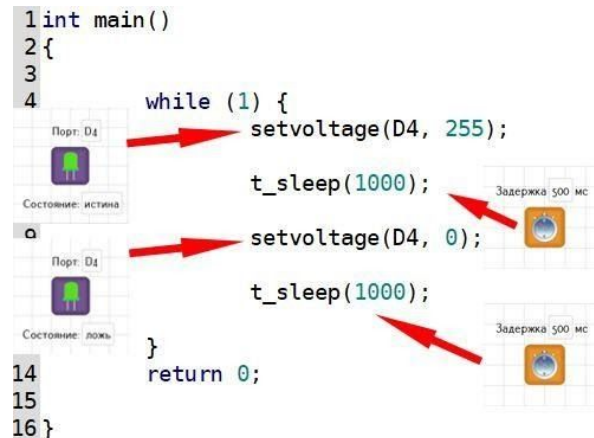 1 int main()
2 {
3
4 while (1) {
Порт: D4
setvoltage(D4, 255);
Состояние: истина
t_sleep(1000);
Задержка 500 мс
9 setvoltage(D4, 0);
Порт: D4
t_sleep(1000);
Состояние: ложь
Задержка 500 мс
}
14 return 0;
15
16 }